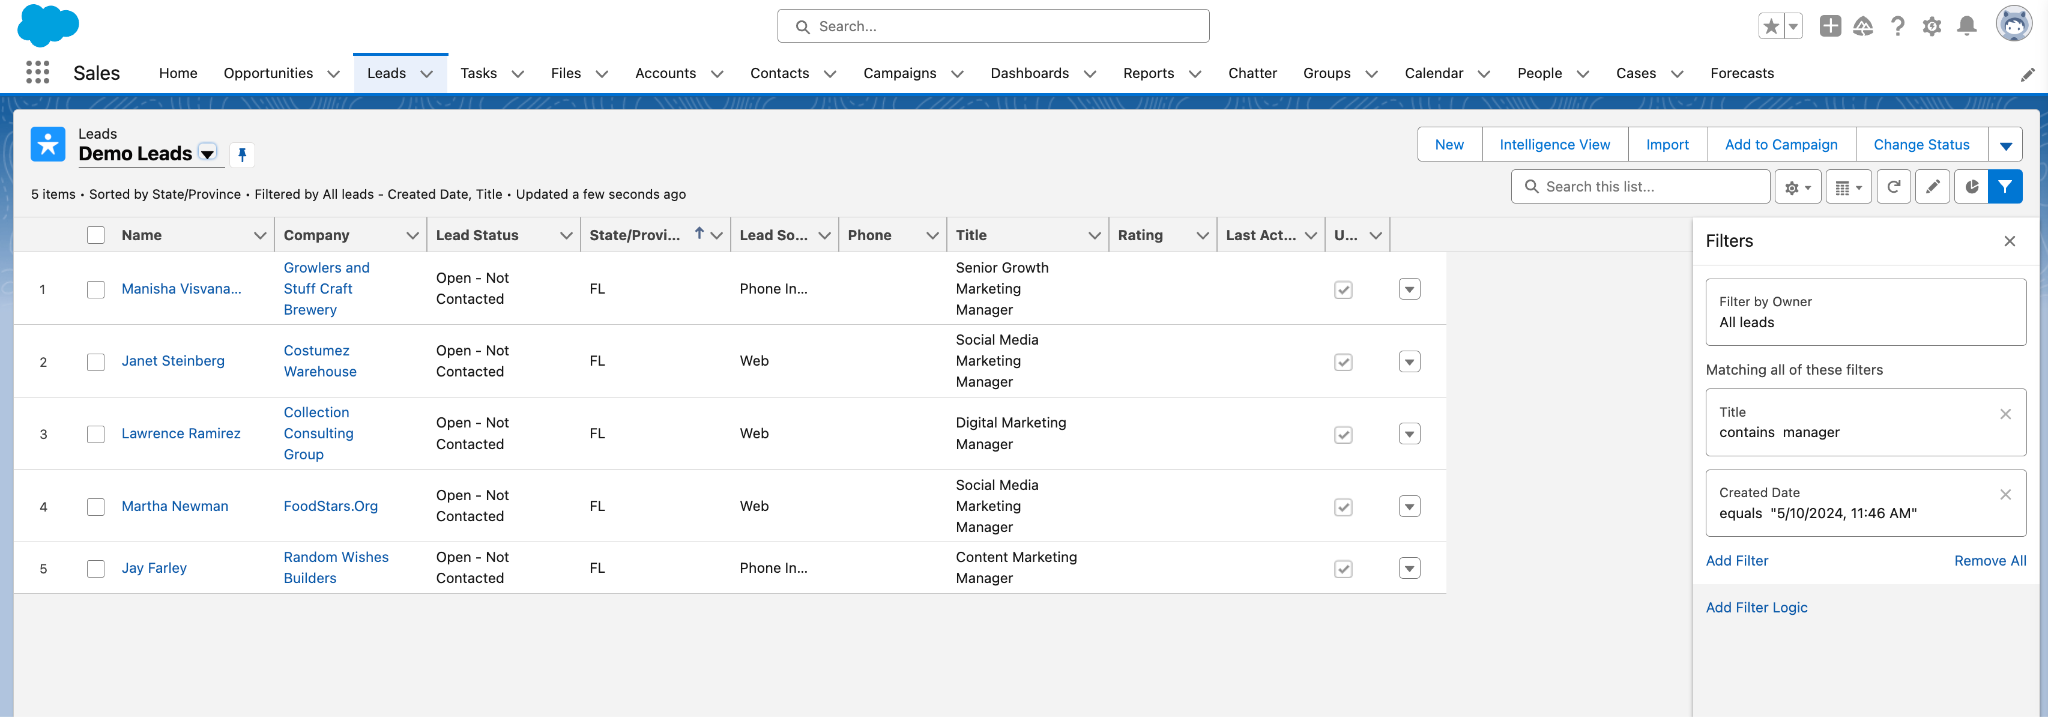 Search...
Sales
Home
Opportunities
Leads
Tasks
Files
Accounts
Contacts
Campaigns
Dashboards
Reports
Chatter
Groups
Calendar
People
Cases
Forecasts
Leads
Demo Leads
New
Intelligence View
Import
Add to Campaign
Change Status
5 items • Sorted by State/Province • Filtered by All leads - Created Date, Title • Updated a few seconds ago
Search this list...
Name
Company
Lead Status
State/Provi...
Lead So...
Phone
Title
Rating
Last Act...
U...
1
Manisha Visvana...
Growlers and
Stuff Craft
Brewery
Open - Not
Contacted
FL
Phone In...
Senior Growth
Marketing
Manager
2
Janet Steinberg
Costumez
Warehouse
Open - Not
Contacted
FL
Web
Social Media
Marketing
Manager
3
Lawrence Ramirez
Collection
Consulting
Group
Open - Not
Contacted
FL
Web
Digital Marketing
Manager
4
Martha Newman
FoodStars.Org
Open - Not
Contacted
FL
Web
Social Media
Marketing
Manager
5
Jay Farley
Random Wishes
Builders
Open - Not
Contacted
FL
Phone In...
Content Marketing
Manager
Filters
Filter by Owner
All leads
Matching all of these filters
Title
contains manager
Created Date
equals "5/10/2024, 11:46 AM"
Add Filter
Remove All
Add Filter Logic